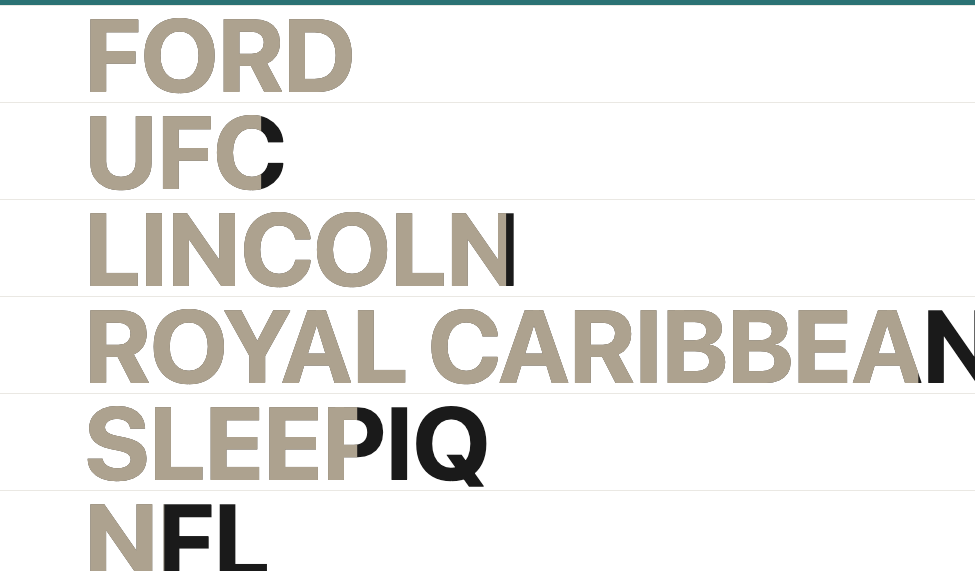 FORD
UFC
LINCOLN
ROYAL CARIBBEAN
SLEEPIQ
NFL